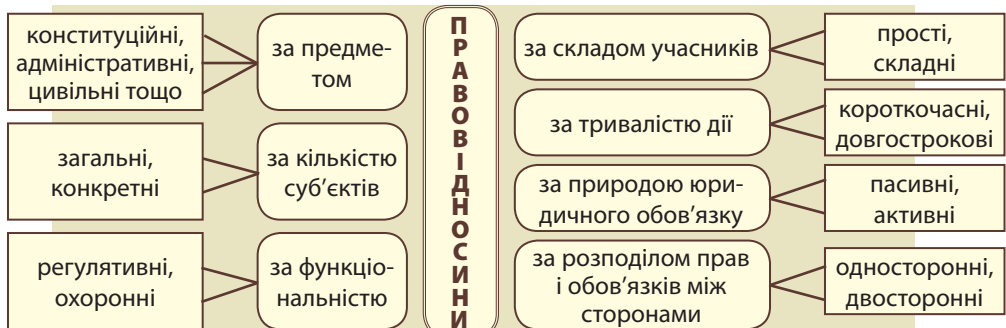 конституційні,
адміністративні,
цивільні тощо
за предме-
том
загальні,
конкретні
за кількістю
суб’єктів
регулятивні,
охоронні
за функціо-
нальністю
ПРАВОВІДНОСИНИ
за складом учасників
прості,
складні
за тривалістю дії
короткочасні,
довгострокові
за природою юри-
дичного обов’язку
пасивні,
активні
за розподілом прав
і обов’язків між
сторонами
односторонні,
двосторонні